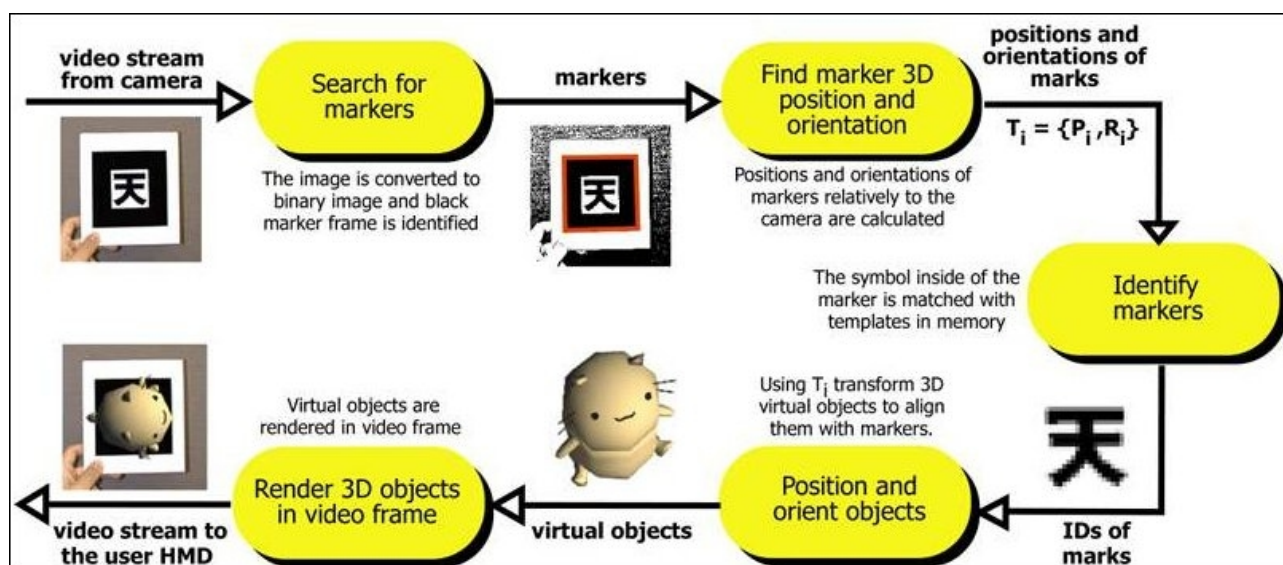 video stream
from camera
Search for
markers
The image is converted to
binary image and black
marker frame is identified
天
markers
天
Find marker 3D
position and
orientation
Positions and orientations of
markers relatively to the
camera are calculated
positions and
orientations of
marks
Ti = {Pi ,Ri}
Identify
markers
The symbol inside of the
marker is matched with
templates in memory
天
IDs of
marks
Using Ti transform 3D
virtual objects to align
them with markers.
Position and
orient objects
virtual objects
Virtual objects are
rendered in video frame
Render 3D objects
in video frame
video stream to
the user HMD